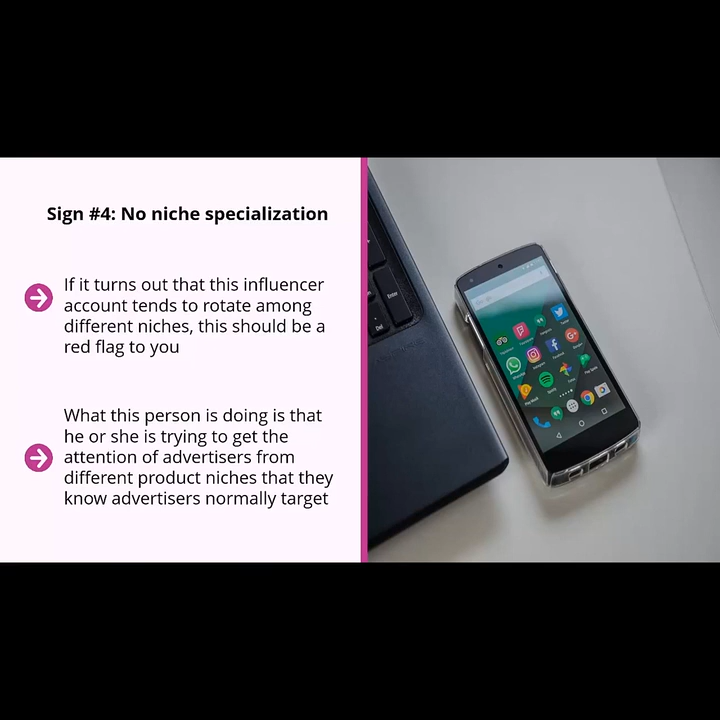 Sign #4: No niche specialization
If it turns out that this influencer
account tends to rotate among
different niches, this should be a
red flag to you
What this person is doing is that
he or she is trying to get the
attention of advertisers from
different product niches that they
know advertisers normally target
Enter
Del